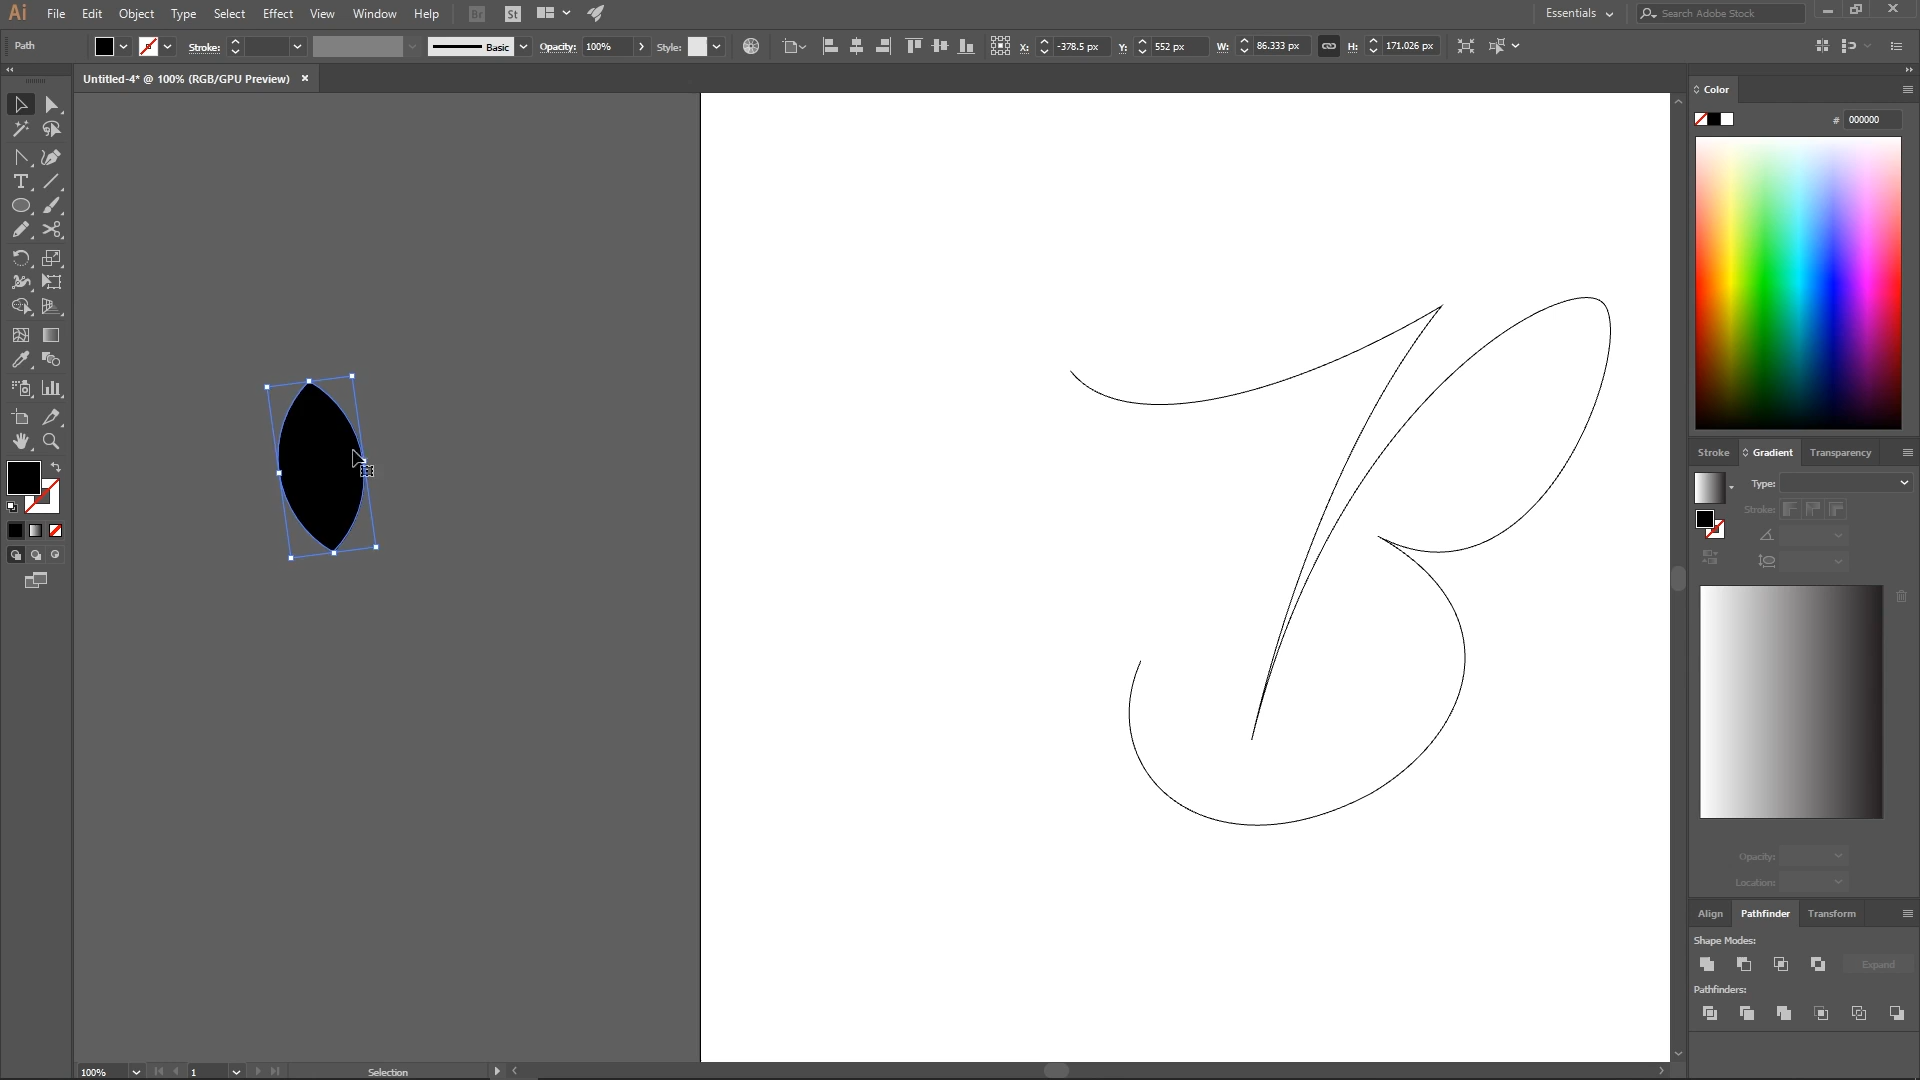 Ai File Edit Object Type Select Effect View Window Help Br St Essentials Search Adobe Stock
Path Stroke: Basic Opacity: 100% Style: X: -378.5 px Y: 552 px W: 86.333 px H: 171.026 px
Untitled-4* @ 100% (RGB/GPU Preview) ×
Color
# 000000
Stroke Gradient Transparency
Type:
Stroke:
Opacity:
Location:
Align Pathfinder Transform
Shape Modes:
Expand
Pathfinders:
100% 1 Selection